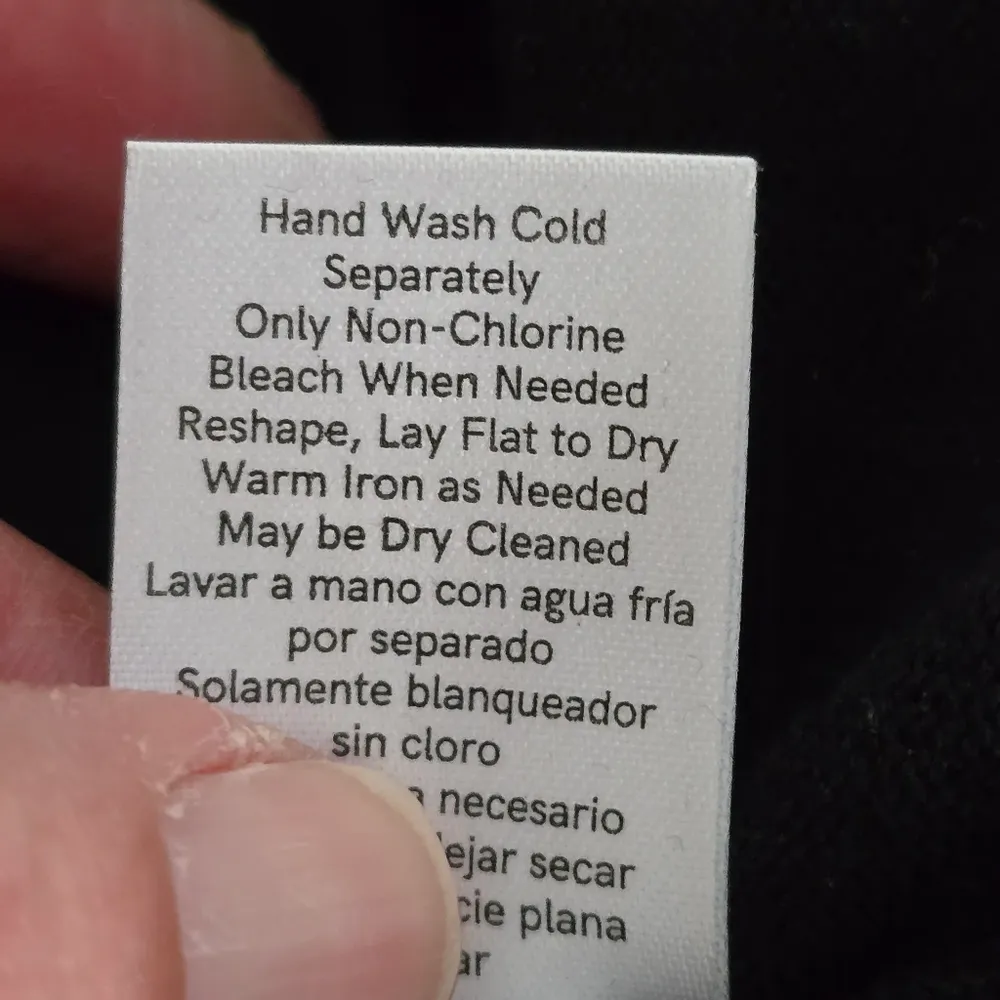 Hand Wash Cold
Separately
Only Non-Chlorine
Bleach When Needed
Reshape, Lay Flat to Dry
Warm Iron as Needed
May be Dry Cleaned
Lavar a mano con agua fría
por separado
Solamente blanqueador
sin cloro
necesario
secar
plana